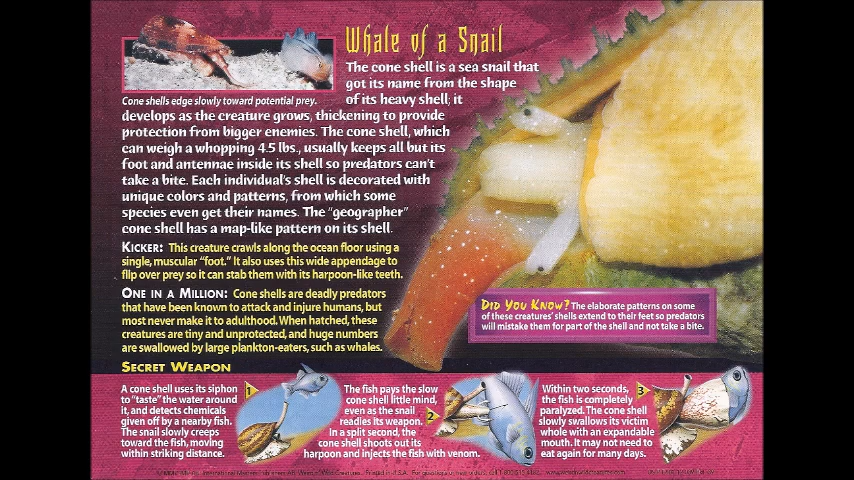 Whale of a Snail
The cone shell is a sea snail that
got its name from the shape
of its heavy shell; it
Cone shells edge slowly toward potential prey.
develops as the creature grows, thickening to provide
protection from bigger enemies. The cone shell, which
can weigh a whopping 4.5 lbs., usually keeps all but its
foot and antennae inside its shell so predators can't
take a bite. Each individual's shell is decorated with
unique colors and patterns, from which some
species even get their names. The "geographer"
cone shell has a map-like pattern on its shell.
KICKER: This creature crawls along the ocean floor using a
single, muscular "foot." It also uses this wide appendage to
flip over prey so it can stab them with its harpoon-like teeth.
ONE IN A MILLION: Cone shells are deadly predators
that have been known to attack and injure humans, but
most never make it to adulthood. When hatched, these
creatures are tiny and unprotected, and huge numbers
are swallowed by large plankton-eaters, such as whales.
DID YOU KNOW? The elaborate patterns on some
of these creatures' shells extend to their feet so predators
will mistake them for part of the shell and not take a bite.
SECRET WEAPON
A cone shell uses its siphon
to "taste" the water around
it, and detects chemicals
given off by a nearby fish.
The snail slowly creeps
toward the fish, moving
within striking distance.
1
The fish pays the slow
cone shell little mind,
even as the snail
readies its weapon.
In a split second, the
cone shell shoots out its
harpoon and injects the fish with venom.
2
Within two seconds,
the fish is completely
paralyzed. The cone shell
slowly swallows its victim
whole with an expandable
mouth. It may not need to
eat again for many days.
3